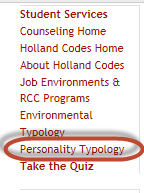 Student Services
Counseling Home
Holland Codes Home
About Holland Codes
Job Environments &
RCC Programs
Environmental
Typology
Personality Typology
Take the Quiz